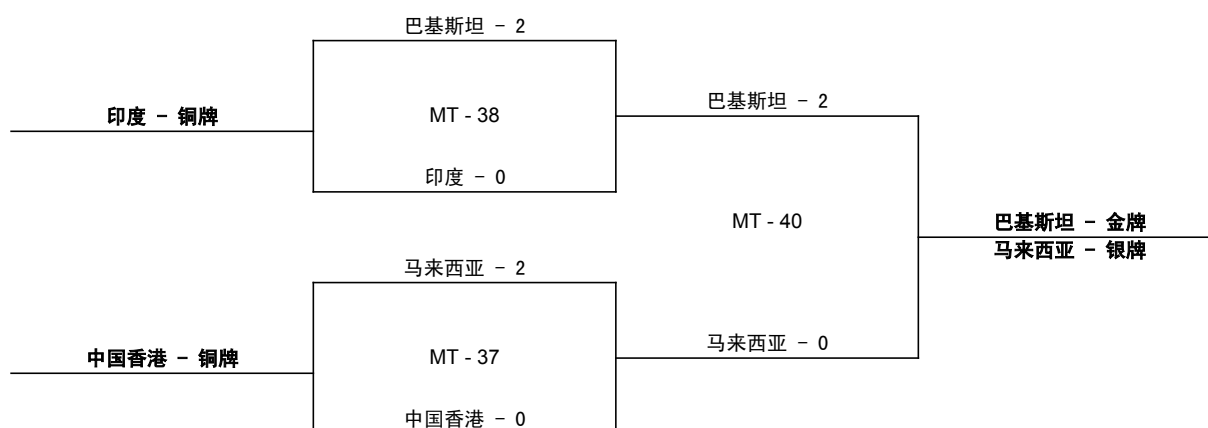 巴基斯坦 - 2
印度 - 铜牌
MT - 38
巴基斯坦 - 2
印度 - 0
MT - 40
巴基斯坦 - 金牌
马来西亚 - 银牌
马来西亚 - 2
中国香港 - 铜牌
MT - 37
马来西亚 - 0
中国香港 - 0